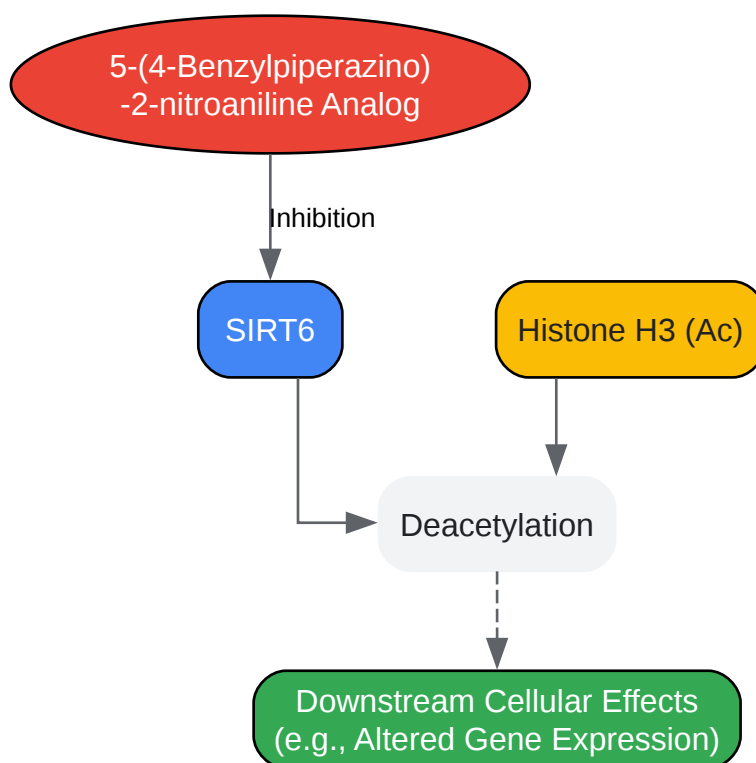 5-(4-Benzylpiperazino)
-2-nitroaniline Analog
Inhibition
SIRT6
Histone H3 (Ac)
Deacetylation
Downstream Cellular Effects
(e.g., Altered Gene Expression)